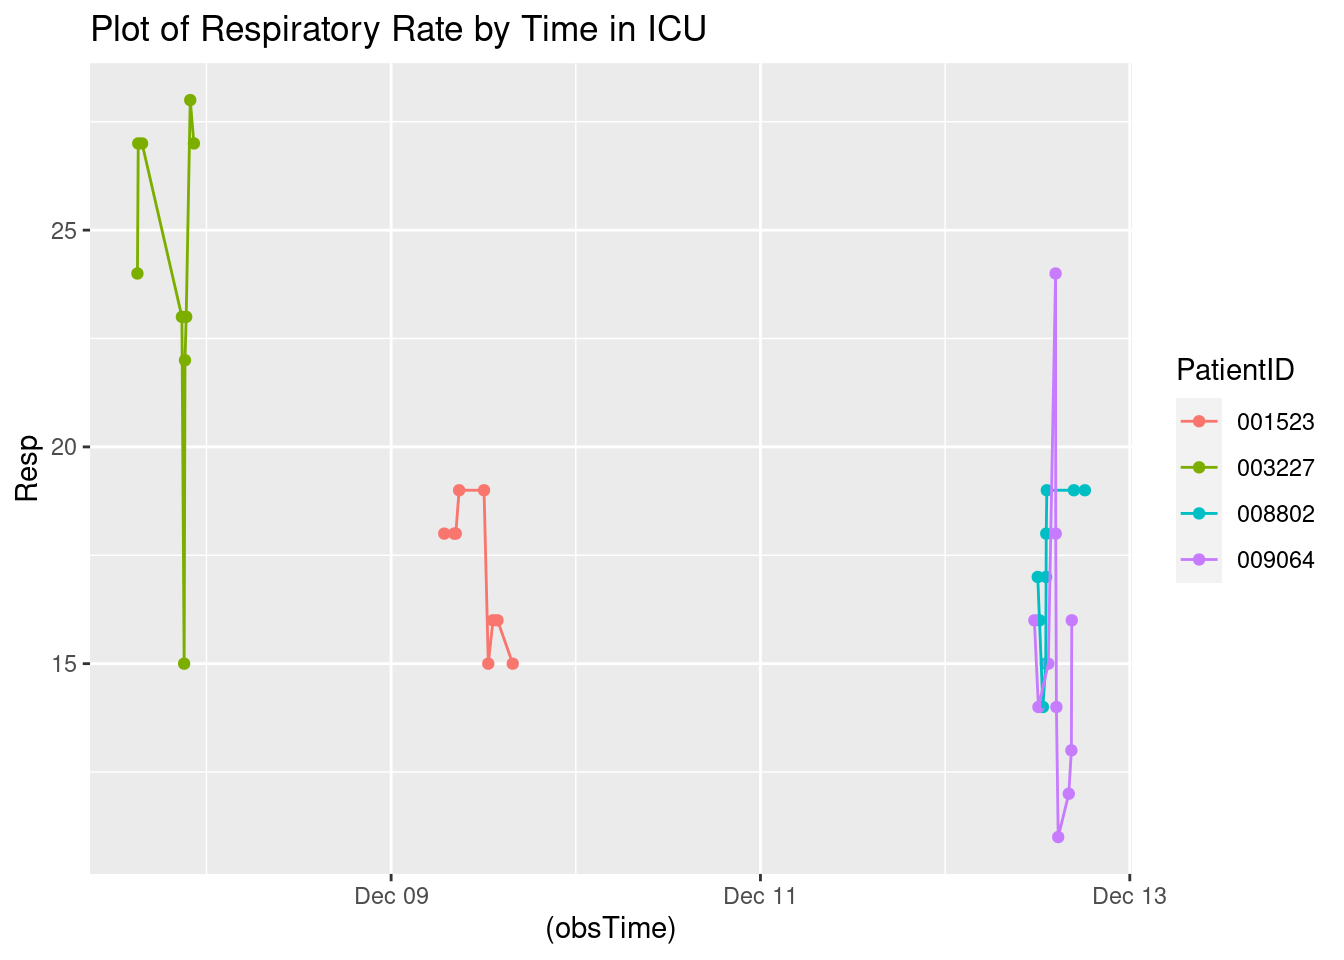 Plot of Respiratory Rate by Time in ICU
25
20
15
Resp
Dec 09
Dec 11
Dec 13
(obsTime)
PatientID
001523
003227
008802
009064